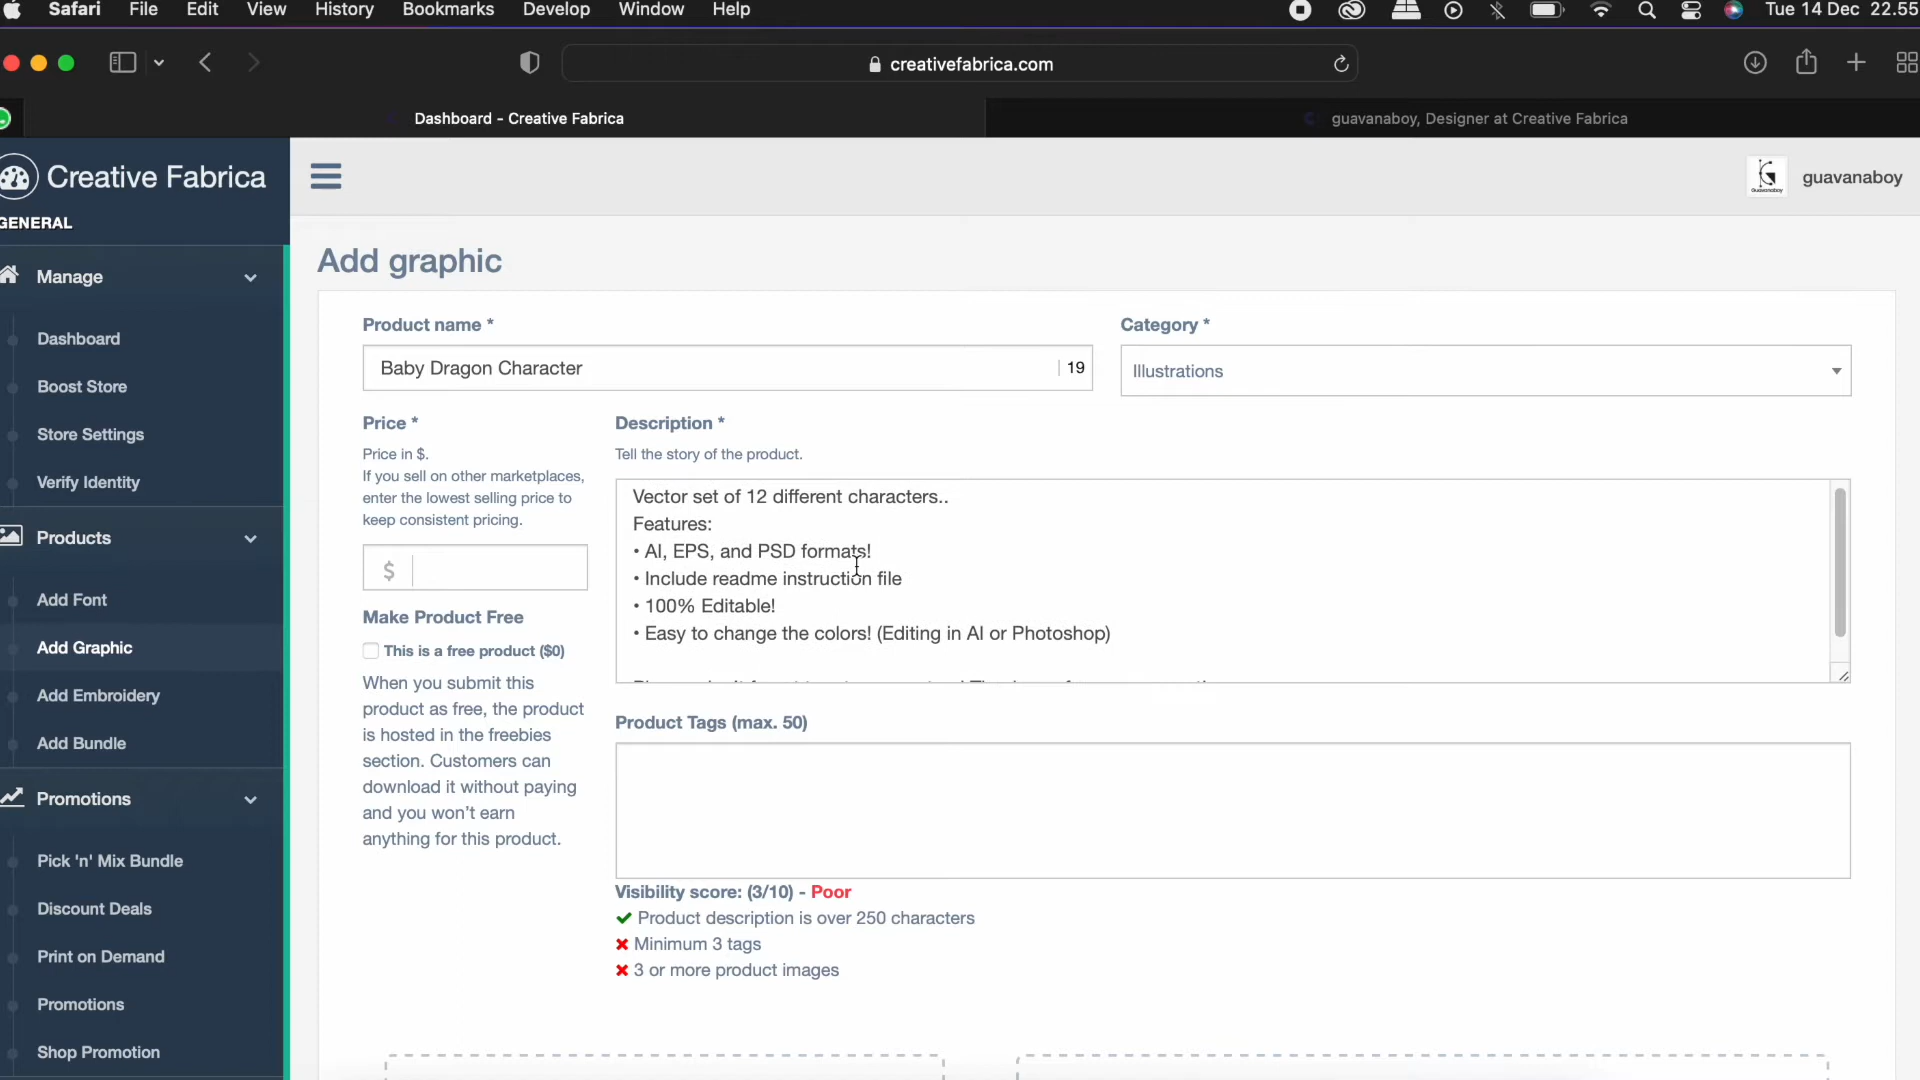 Safari File Edit View History Bookmarks Develop Window Help Tue 14 Dec 22.55
creativefabrica.com
Dashboard - Creative Fabrica
guavanaboy, Designer at Creative Fabrica
Creative Fabrica
guavanaboy
GENERAL
Manage
Dashboard
Boost Store
Store Settings
Verify Identity
Products
Add Font
Add Graphic
Add Embroidery
Add Bundle
Promotions
Pick 'n' Mix Bundle
Discount Deals
Print on Demand
Promotions
Shop Promotion
Add graphic
Product name *
Baby Dragon Character
19
Category *
Illustrations
Price *
Price in $.
If you sell on other marketplaces,
enter the lowest selling price to
keep consistent pricing.
$
Make Product Free
This is a free product ($0)
When you submit this
product as free, the product
is hosted in the freebies
section. Customers can
download it without paying
and you won't earn
anything for this product.
Description *
Tell the story of the product.
Vector set of 12 different characters..
Features:
• AI, EPS, and PSD formats!
• Include readme instruction file
• 100% Editable!
• Easy to change the colors! (Editing in AI or Photoshop)
Product Tags (max. 50)
Visibility score: (3/10) - Poor
Product description is over 250 characters
Minimum 3 tags
3 or more product images